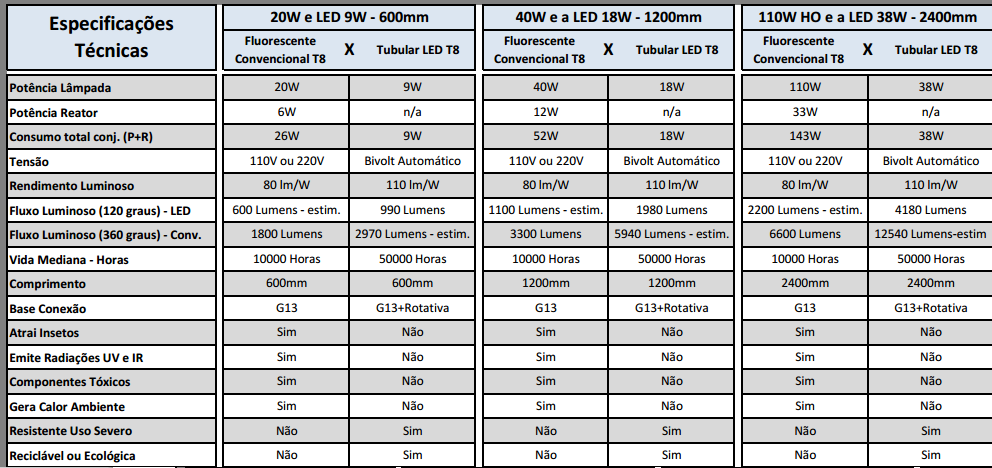 Especificações Técnicas
20W e LED 9W - 600mm
40W e a LED 18W - 1200mm
110W HO e a LED 38W - 2400mm
Fluorescente Convencional T8 X Tubular LED T8
Fluorescente Convencional T8 X Tubular LED T8
Fluorescente Convencional T8 X Tubular LED T8
Potência Lâmpada 20W 9W 40W 18W 110W 38W
Potência Reator 6W n/a 12W n/a 33W n/a
Consumo total conj. (P+R) 26W 9W 52W 18W 143W 38W
Tensão 110V ou 220V Bivolt Automático 110V ou 220V Bivolt Automático 110V ou 220V Bivolt Automático
Rendimento Luminoso 80 lm/W 110 lm/W 80 lm/W 110 lm/W 80 lm/W 110 lm/W
Fluxo Luminoso (120 graus) - LED 600 Lumens - estim. 990 Lumens 1100 Lumens - estim. 1980 Lumens 2200 Lumens - estim. 4180 Lumens
Fluxo Luminoso (360 graus) - Conv. 1800 Lumens 2970 Lumens - estim. 3300 Lumens 5940 Lumens - estim. 6600 Lumens 12540 Lumens-estim
Vida Mediana - Horas 10000 Horas 50000 Horas 10000 Horas 50000 Horas 10000 Horas 50000 Horas
Comprimento 600mm 600mm 1200mm 1200mm 2400mm 2400mm
Base Conexão G13 G13+Rotativa G13 G13+Rotativa G13 G13+Rotativa
Atrai Insetos Sim Não Sim Não Sim Não
Emite Radiações UV e IR Sim Não Sim Não Sim Não
Componentes Tóxicos Sim Não Sim Não Sim Não
Gera Calor Ambiente Sim Não Sim Não Sim Não
Resistente Uso Severo Não Sim Não Sim Não Sim
Reciclável ou Ecológica Não Sim Não Sim Não Sim